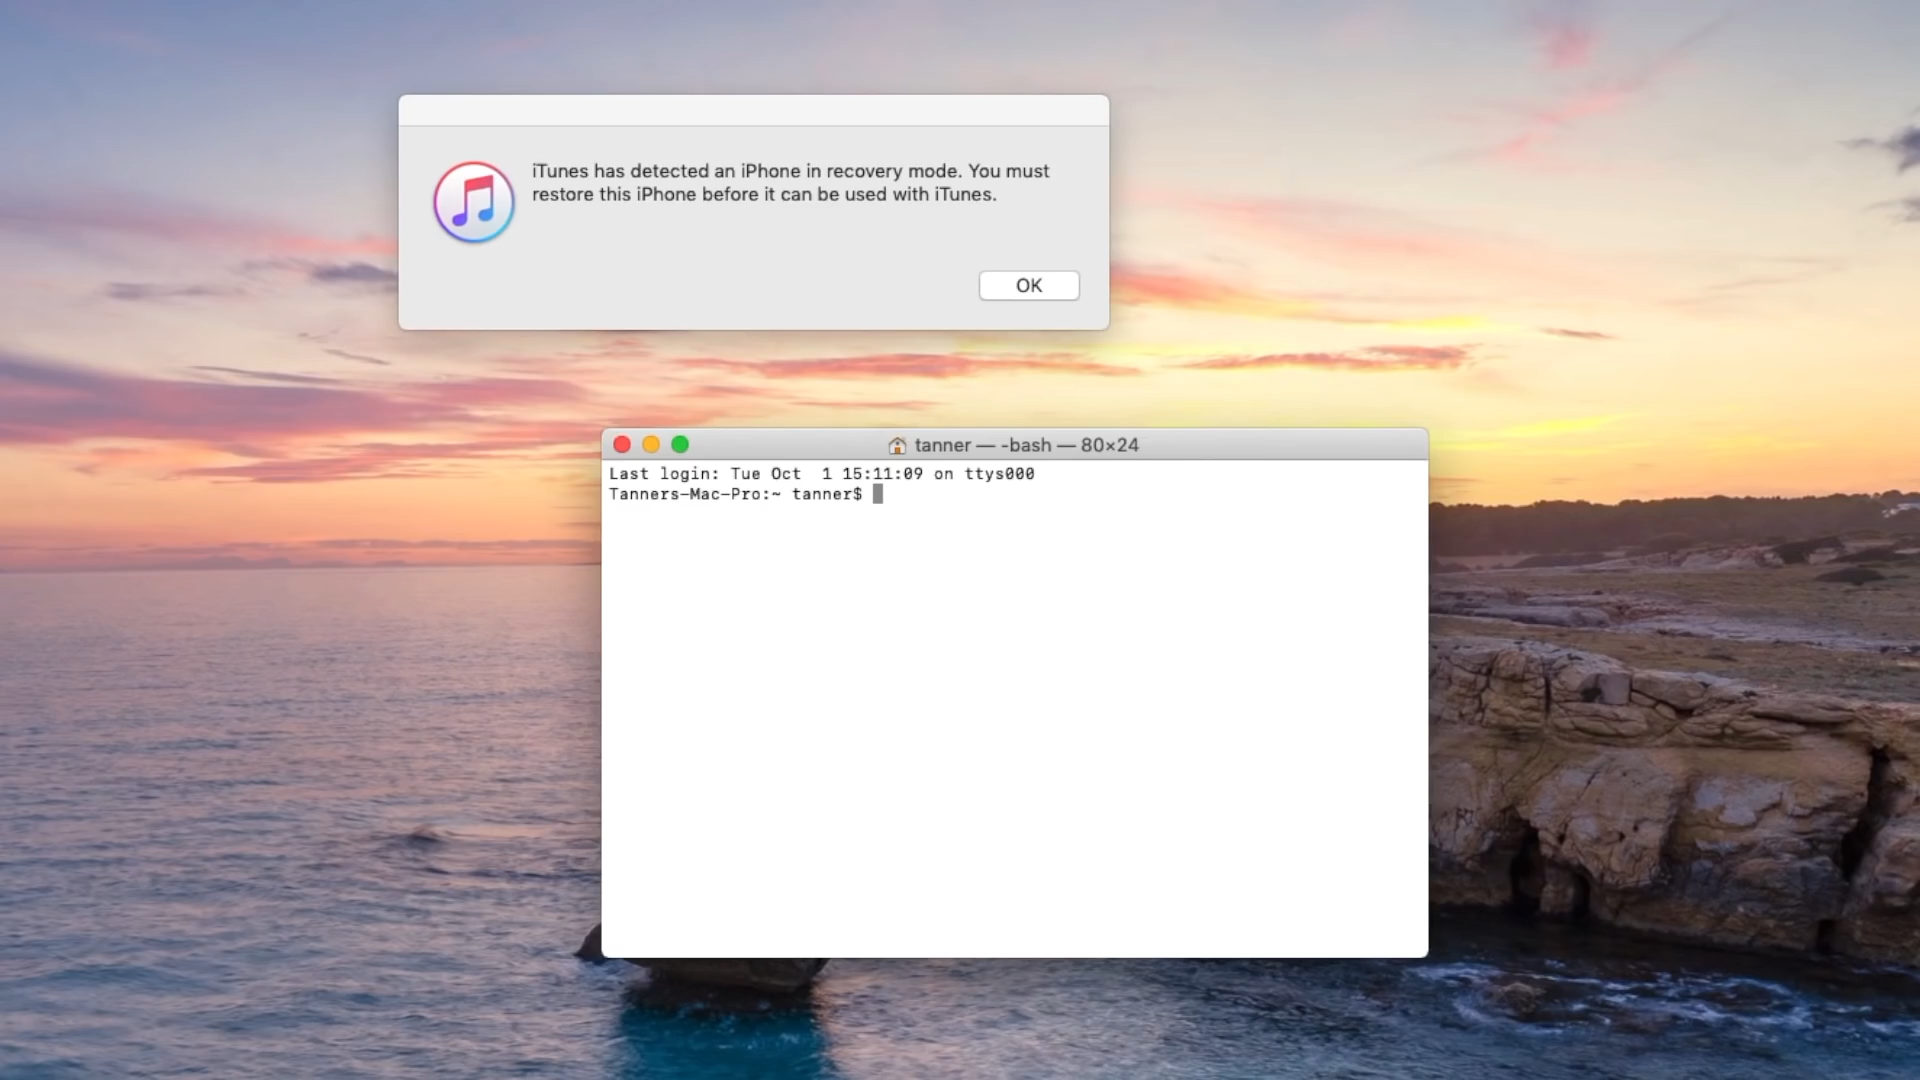 iTunes has detected an iPhone in recovery mode. You must
restore this iPhone before it can be used with iTunes.
OK
tanner — -bash — 80×24
Last login: Tue Oct  1 15:11:09 on ttys000
Tanners-Mac-Pro:~ tanner$